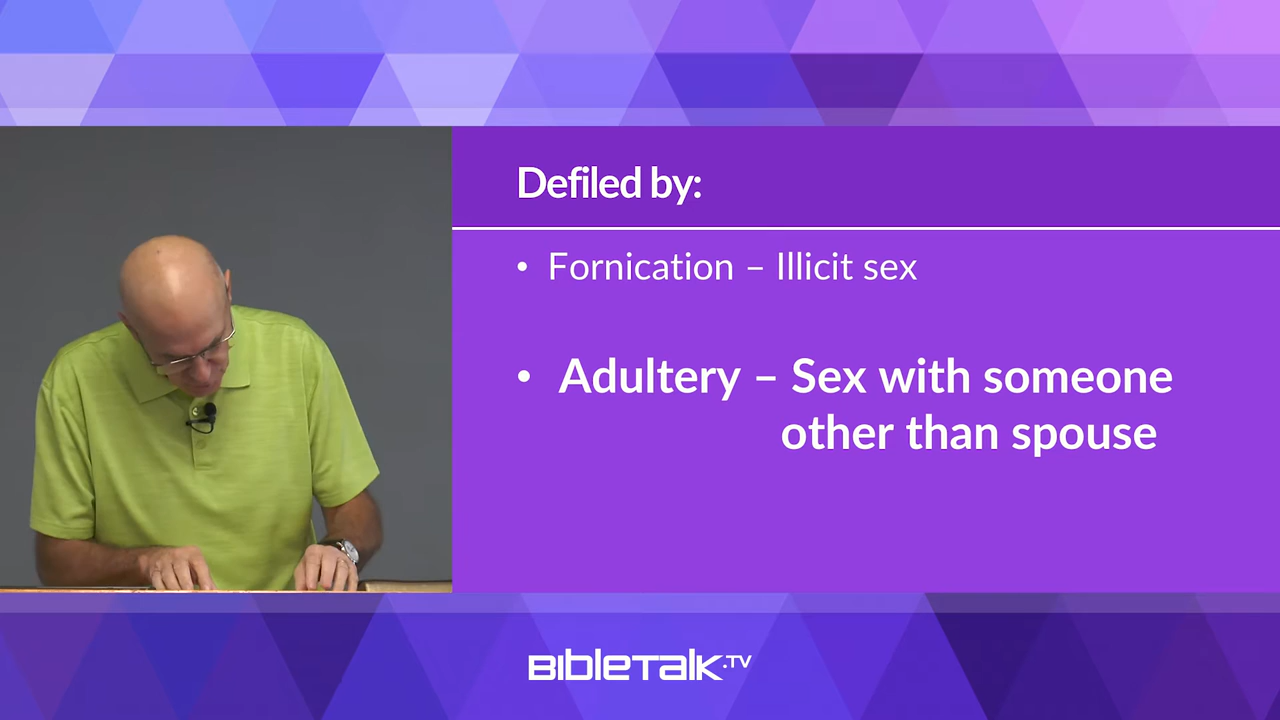 Defiled by:
• Fornication – Illicit sex
• Adultery – Sex with someone
other than spouse
BIBLETALK.TV